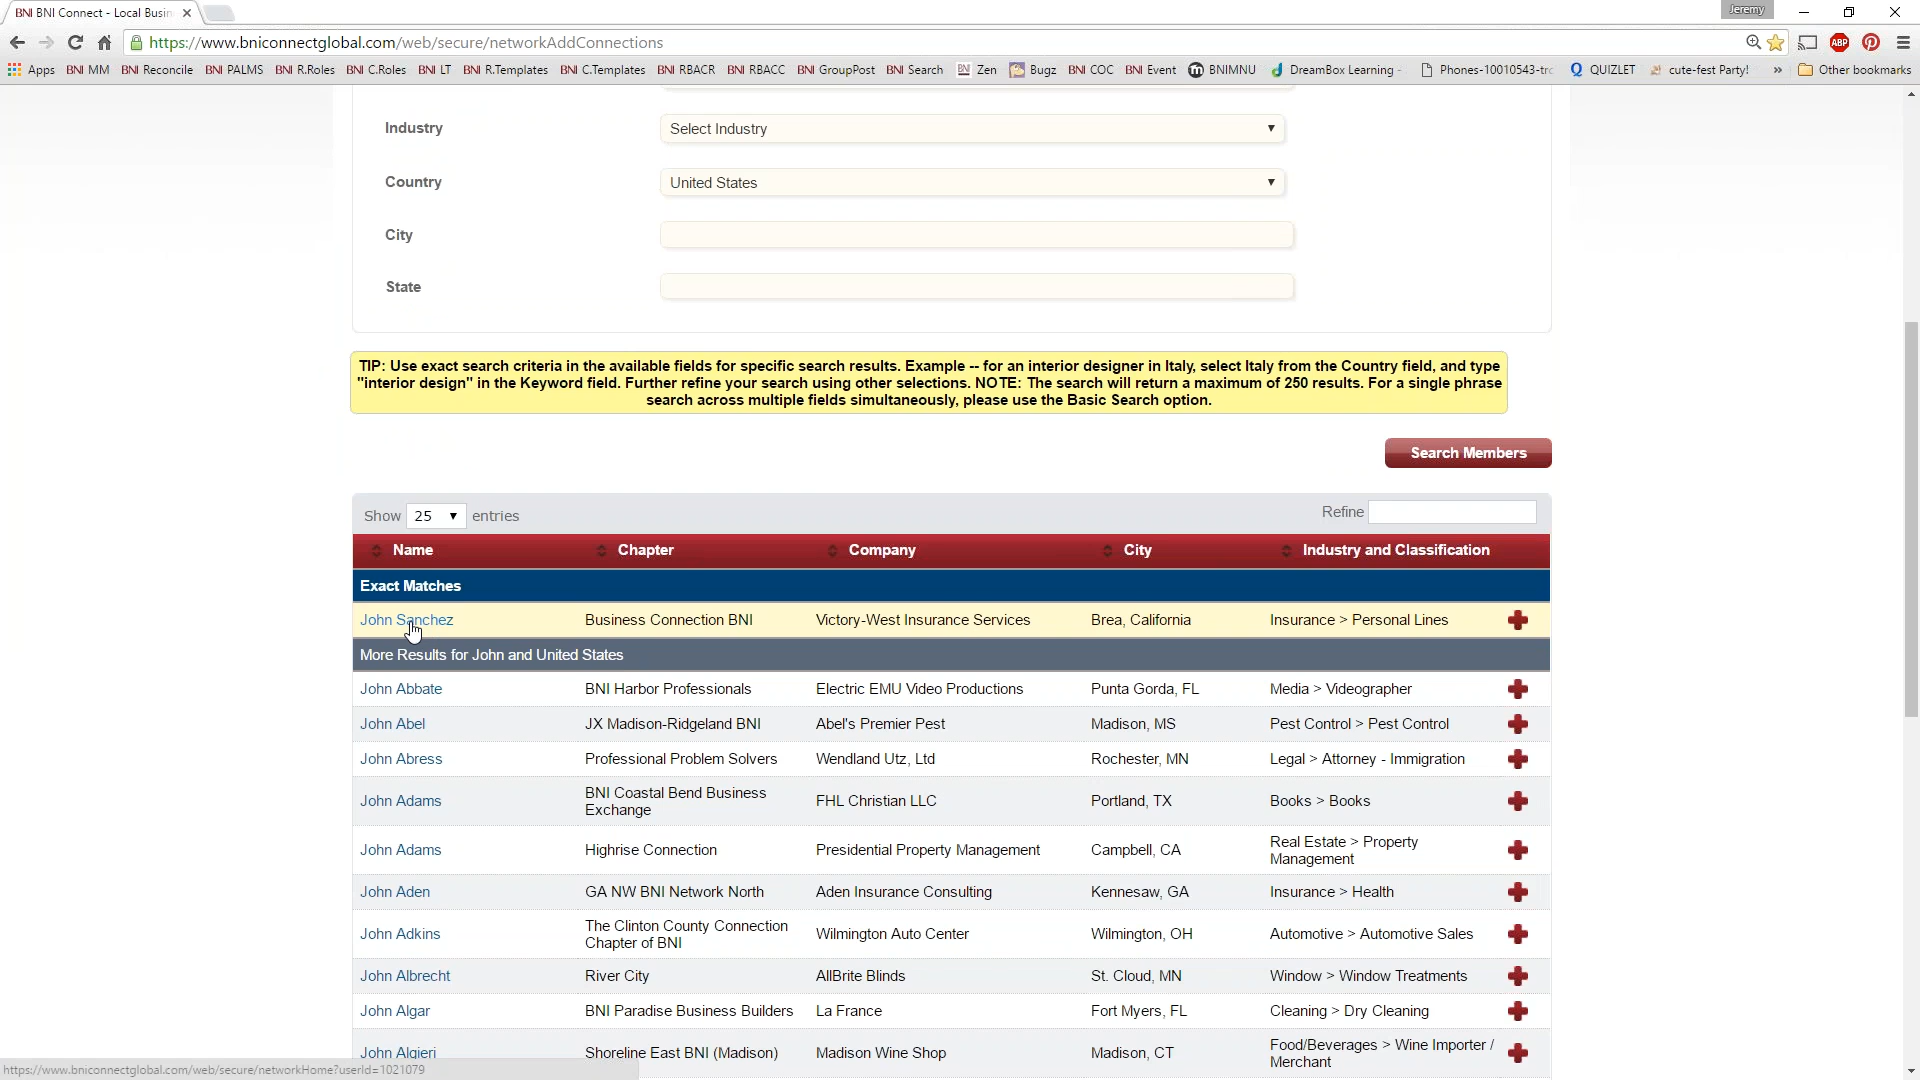 BNI BNI Connect - Local Busin
Jeremy
https://www.bniconnectglobal.com/web/secure/networkAddConnections
ABP
Apps BNI MM BNI Reconcile BNI PALMS BNI R.Roles BNI C.Roles BNI LT BNI R.Templates BNI C.Templates BNI RBACR BNI RBACC BNI GroupPost BNI Search BNI Zen Bugz BNI COC BNI Event BNIMNU DreamBox Learning - Phones-10010543-trc QUIZLET cute-fest Party! » Other bookmarks
Industry Select Industry
Country United States
City
State
TIP: Use exact search criteria in the available fields for specific search results. Example -- for an interior designer in Italy, select Italy from the Country field, and type
"interior design" in the Keyword field. Further refine your search using other selections. NOTE: The search will return a maximum of 250 results. For a single phrase
search across multiple fields simultaneously, please use the Basic Search option.
Search Members
Show 25 entries Refine
Name Chapter Company City Industry and Classification
Exact Matches
John Sanchez Business Connection BNI Victory-West Insurance Services Brea, California Insurance > Personal Lines
More Results for John and United States
John Abbate BNI Harbor Professionals Electric EMU Video Productions Punta Gorda, FL Media > Videographer
John Abel JX Madison-Ridgeland BNI Abel's Premier Pest Madison, MS Pest Control > Pest Control
John Abress Professional Problem Solvers Wendland Utz, Ltd Rochester, MN Legal > Attorney - Immigration
John Adams BNI Coastal Bend Business Exchange FHL Christian LLC Portland, TX Books > Books
John Adams Highrise Connection Presidential Property Management Campbell, CA Real Estate > Property Management
John Aden GA NW BNI Network North Aden Insurance Consulting Kennesaw, GA Insurance > Health
John Adkins The Clinton County Connection Chapter of BNI Wilmington Auto Center Wilmington, OH Automotive > Automotive Sales
John Albrecht River City AllBrite Blinds St. Cloud, MN Window > Window Treatments
John Algar BNI Paradise Business Builders La France Fort Myers, FL Cleaning > Dry Cleaning
John Algieri Shoreline East BNI (Madison) Madison Wine Shop Madison, CT Food/Beverages > Wine Importer / Merchant
https://www.bniconnectglobal.com/web/secure/networkHome?userId=1021079